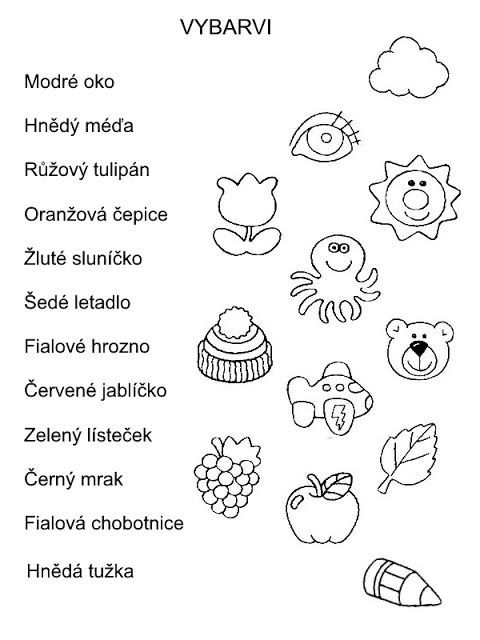 VYBARVI
Modré oko
Hnědý méďa
Růžový tulipán
Oranžová čepice
Žluté sluníčko
Šedé letadlo
Fialové hrozno
Červené jablíčko
Zelený lísteček
Černý mrak
Fialová chobotnice
Hnědá tužka